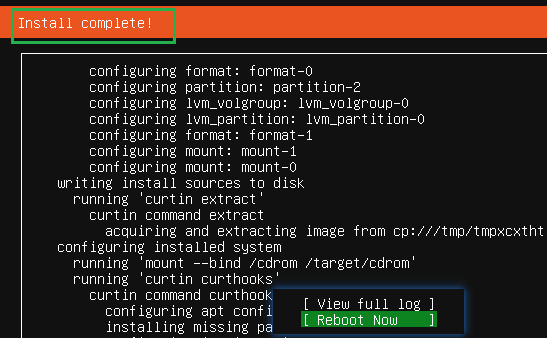 Install complete!
configuring format: format-0
configuring partition: partition-2
configuring lvm_volgroup: lvm_volgroup-0
configuring lvm_partition: lvm_partition-0
configuring format: format-1
configuring mount: mount-1
configuring mount: mount-0
writing install sources to disk
running 'curtin extract'
curtin command extract
acquiring and extracting image from cp:///tmp/tmpxcxtht
configuring installed system
running 'mount --bind /cdrom /target/cdrom'
running 'curtin curthooks'
curtin command curthook
configuring apt confi
installing missing pa
[ View full log ]
[ Reboot Now ]